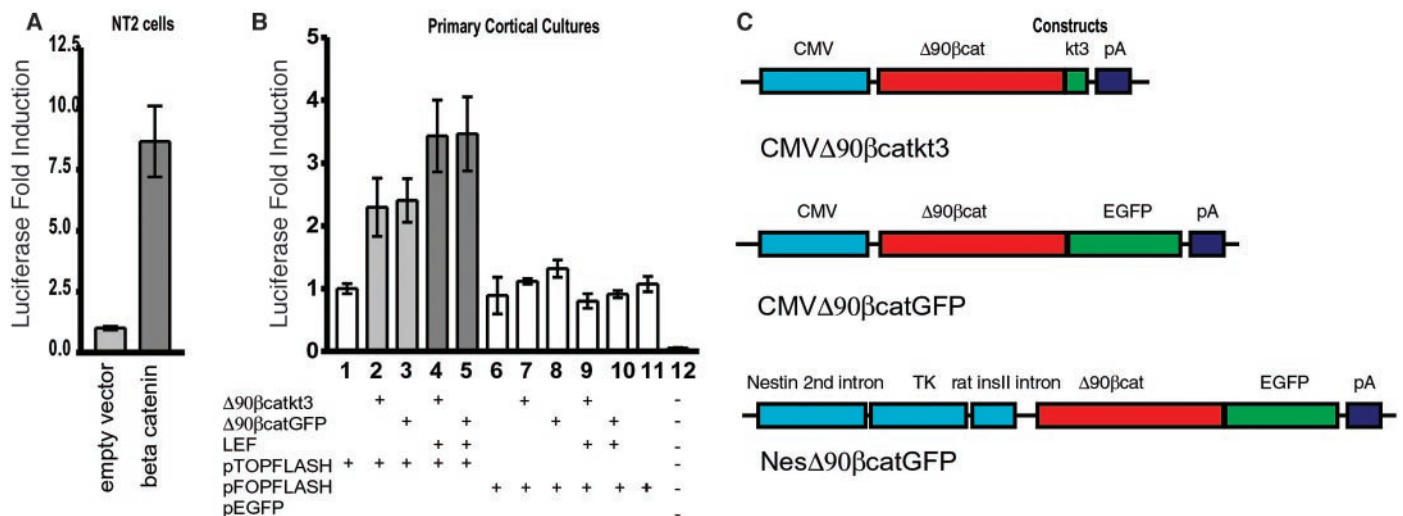 A
NT2 cells
Luciferase Fold Induction
12.5
10.0
7.5
5.0
2.5
0.0
empty vector
beta catenin
B
Primary Cortical Cultures
Luciferase Fold Induction
5
4
3
2
1
0
1 2 3 4 5 6 7 8 9 10 11 12
Δ90βcatkt3 + + + + -
Δ90βcatGFP + + + + -
LEF + + + + -
pTOPFLASH + + + + + -
pFOPFLASH + + + + + + -
pEGFP -
C
Constructs
CMV Δ90βcat kt3 pA
CMVΔ90βcatkt3
CMV Δ90βcat EGFP pA
CMVΔ90βcatGFP
Nestin 2nd intron TK rat insII intron Δ90βcat EGFP pA
NesΔ90βcatGFP